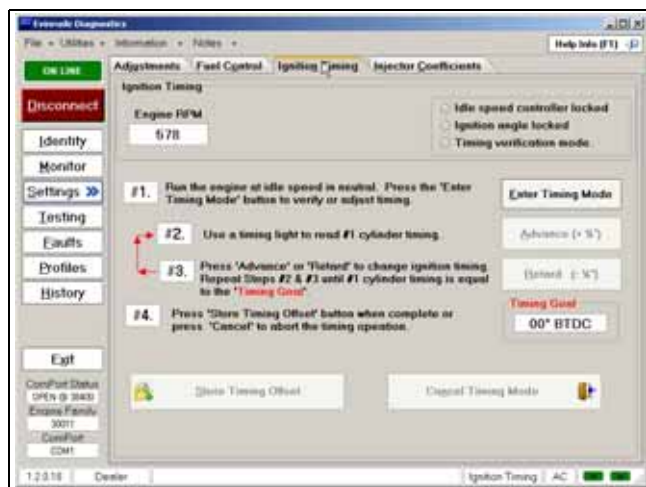 Evinrude Diagnostics
File Utilities Information Notes
Help Info (F1)
ON LINE
Adjustments Fuel Control Ignition Timing Injector Coefficients
Disconnect
Identity
Monitor
Settings
Testing
Faults
Profiles
History
Exit
ComPort Status
OPEN @ 38400
Engine Family
30011
ComPort
COM1
Ignition Timing
Engine RPM
678
Idle speed controller locked
Ignition angle locked
Timing verification mode
#1. Run the engine at idle speed in neutral. Press the 'Enter
Timing Mode' button to verify or adjust timing.
Enter Timing Mode
#2. Use a timing light to read #1 cylinder timing.
Advance (+ ¼°)
#3. Press 'Advance' or 'Retard' to change ignition timing.
Repeat Steps #2 & #3 until #1 cylinder timing is equal
to the 'Timing Goal'.
Retard (- ¼°)
#4. Press 'Store Timing Offset' button when complete or
press 'Cancel' to abort the timing operation.
Timing Goal
00° BTDC
Store Timing Offset
Cancel Timing Mode
Dealer
Ignition Timing AC